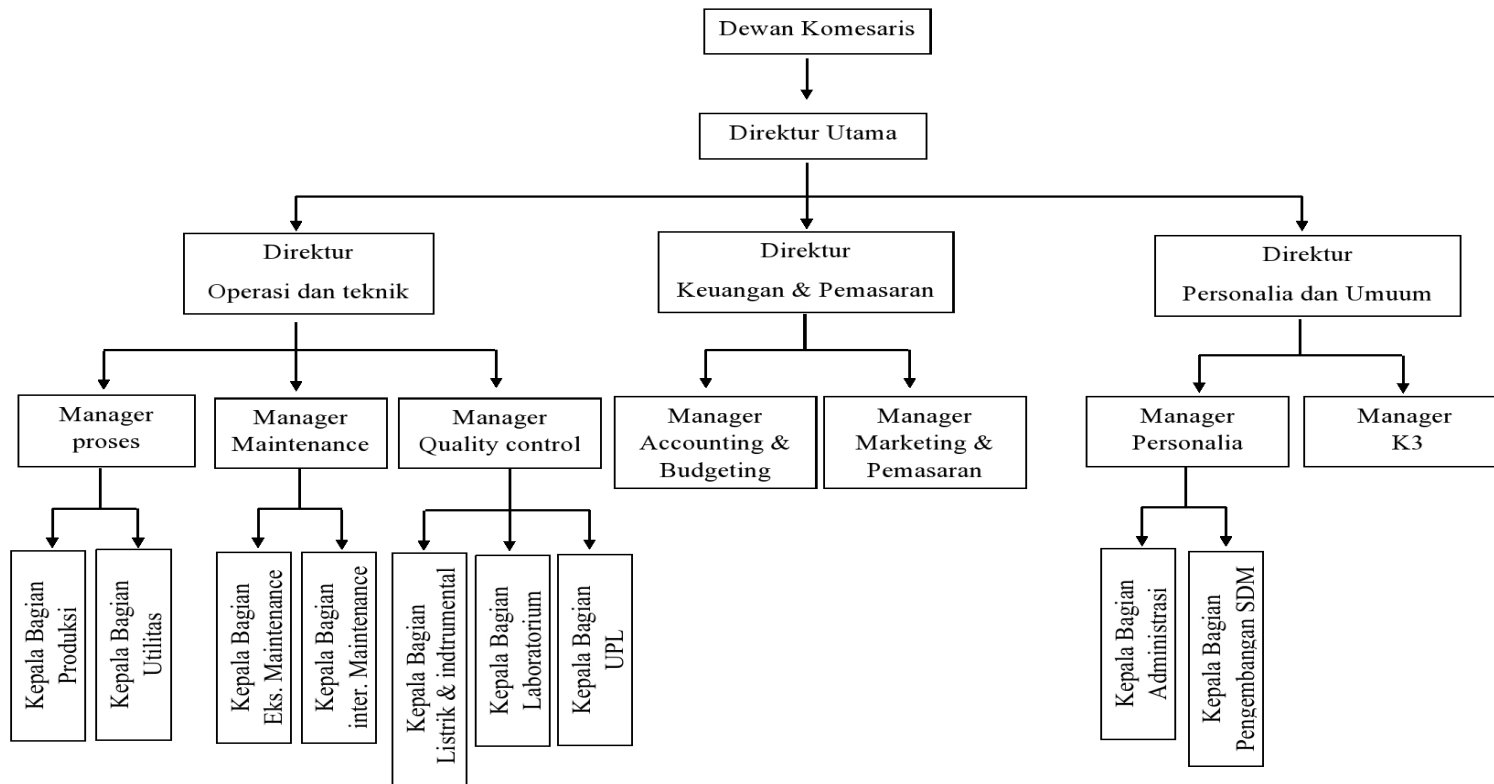 Dewan Komesaris
Direktur Utama
Direktur
Operasi dan teknik
Direktur
Keuangan & Pemasaran
Direktur
Personalia dan Umuum
Manager
proses
Manager
Maintenance
Manager
Quality control
Manager
Accounting &
Budgeting
Manager
Marketing &
Pemasaran
Manager
Personalia
Manager
K3
Kepala Bagian
Produksi
Kepala Bagian
Utilitas
Kepala Bagian
Eks. Maintenance
Kepala Bagian
inter. Maintenance
Kepala Bagian
Listrik & indtrumental
Kepala Bagian
Laboratorium
Kepala Bagian
UPL
Kepala Bagian
Administrasi
Kepala Bagian
Pengembangan SDM